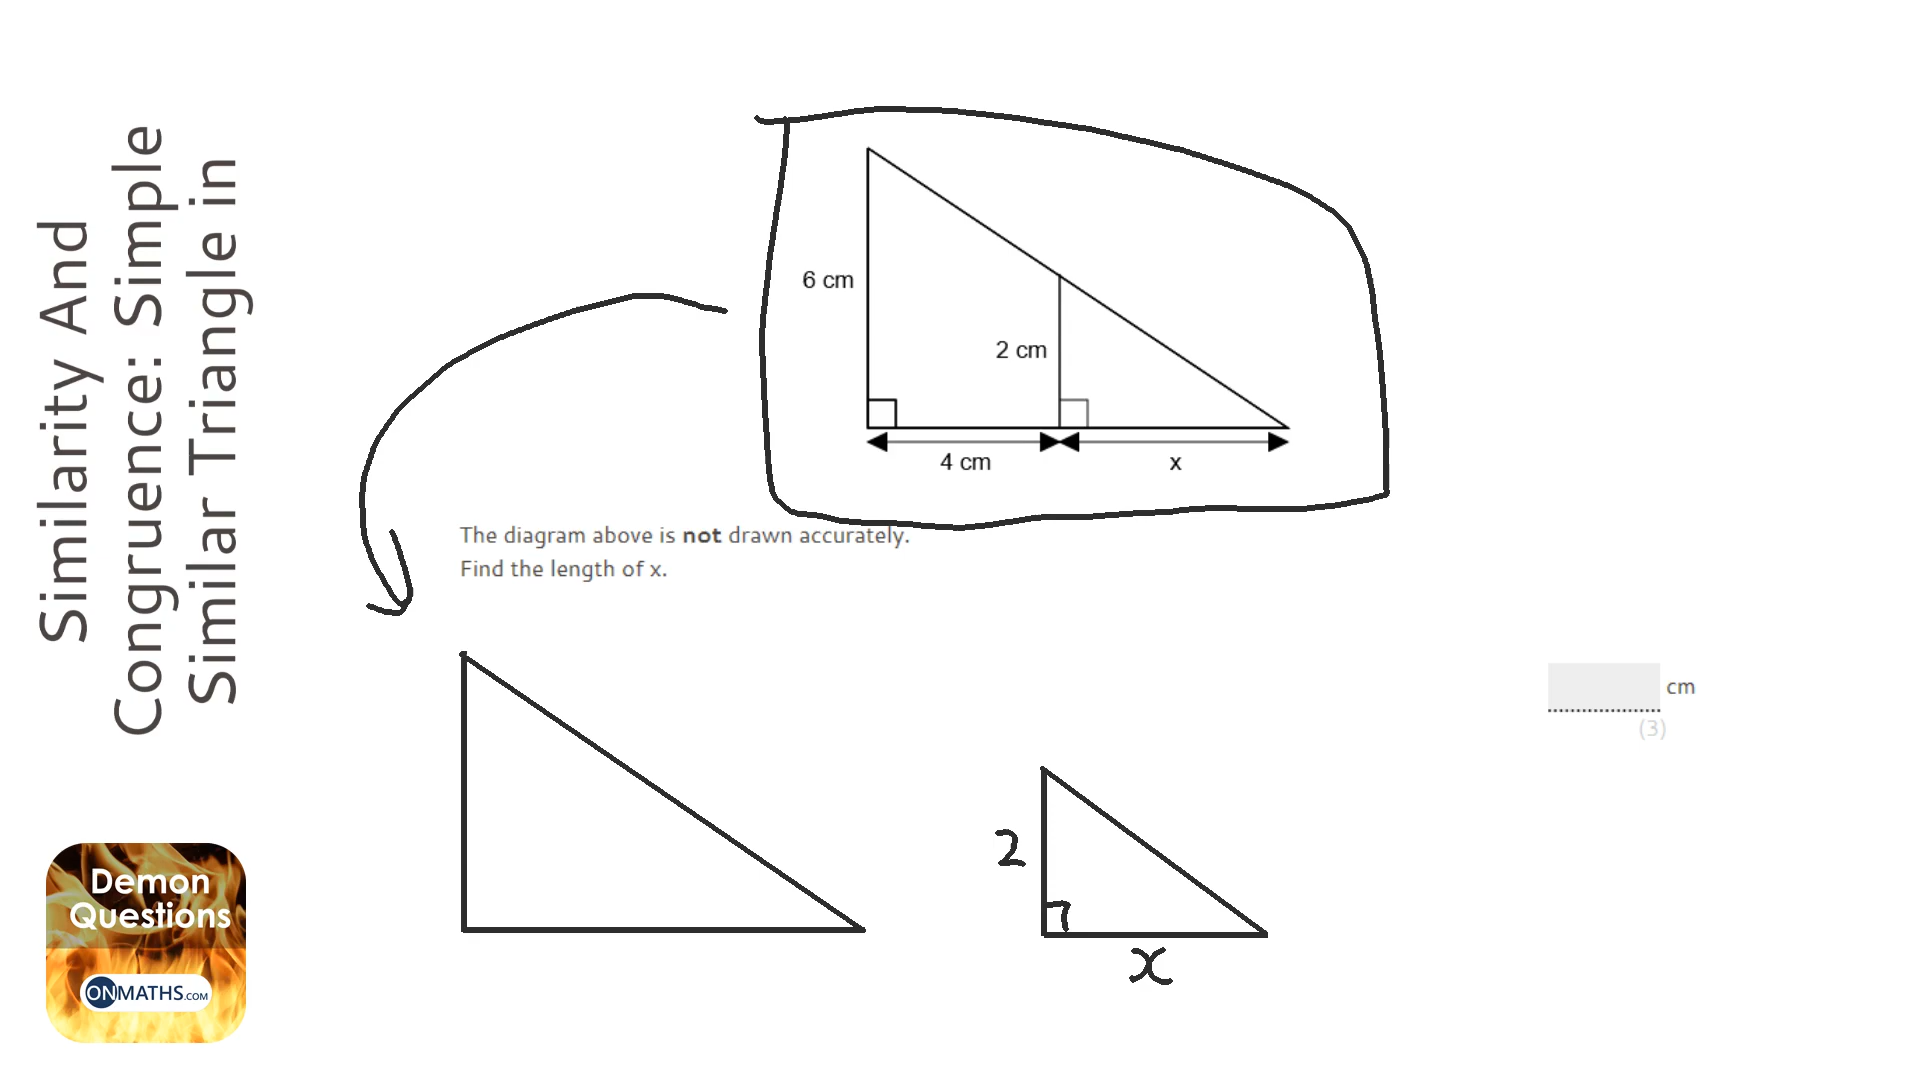 Similarity And
Congruence: Simple
Similar Triangle in
6 cm
2 cm
4 cm
x
The diagram above is not drawn accurately.
Find the length of x.
cm
(3)
2
x
Demon
Questions
ONMATHS.COM